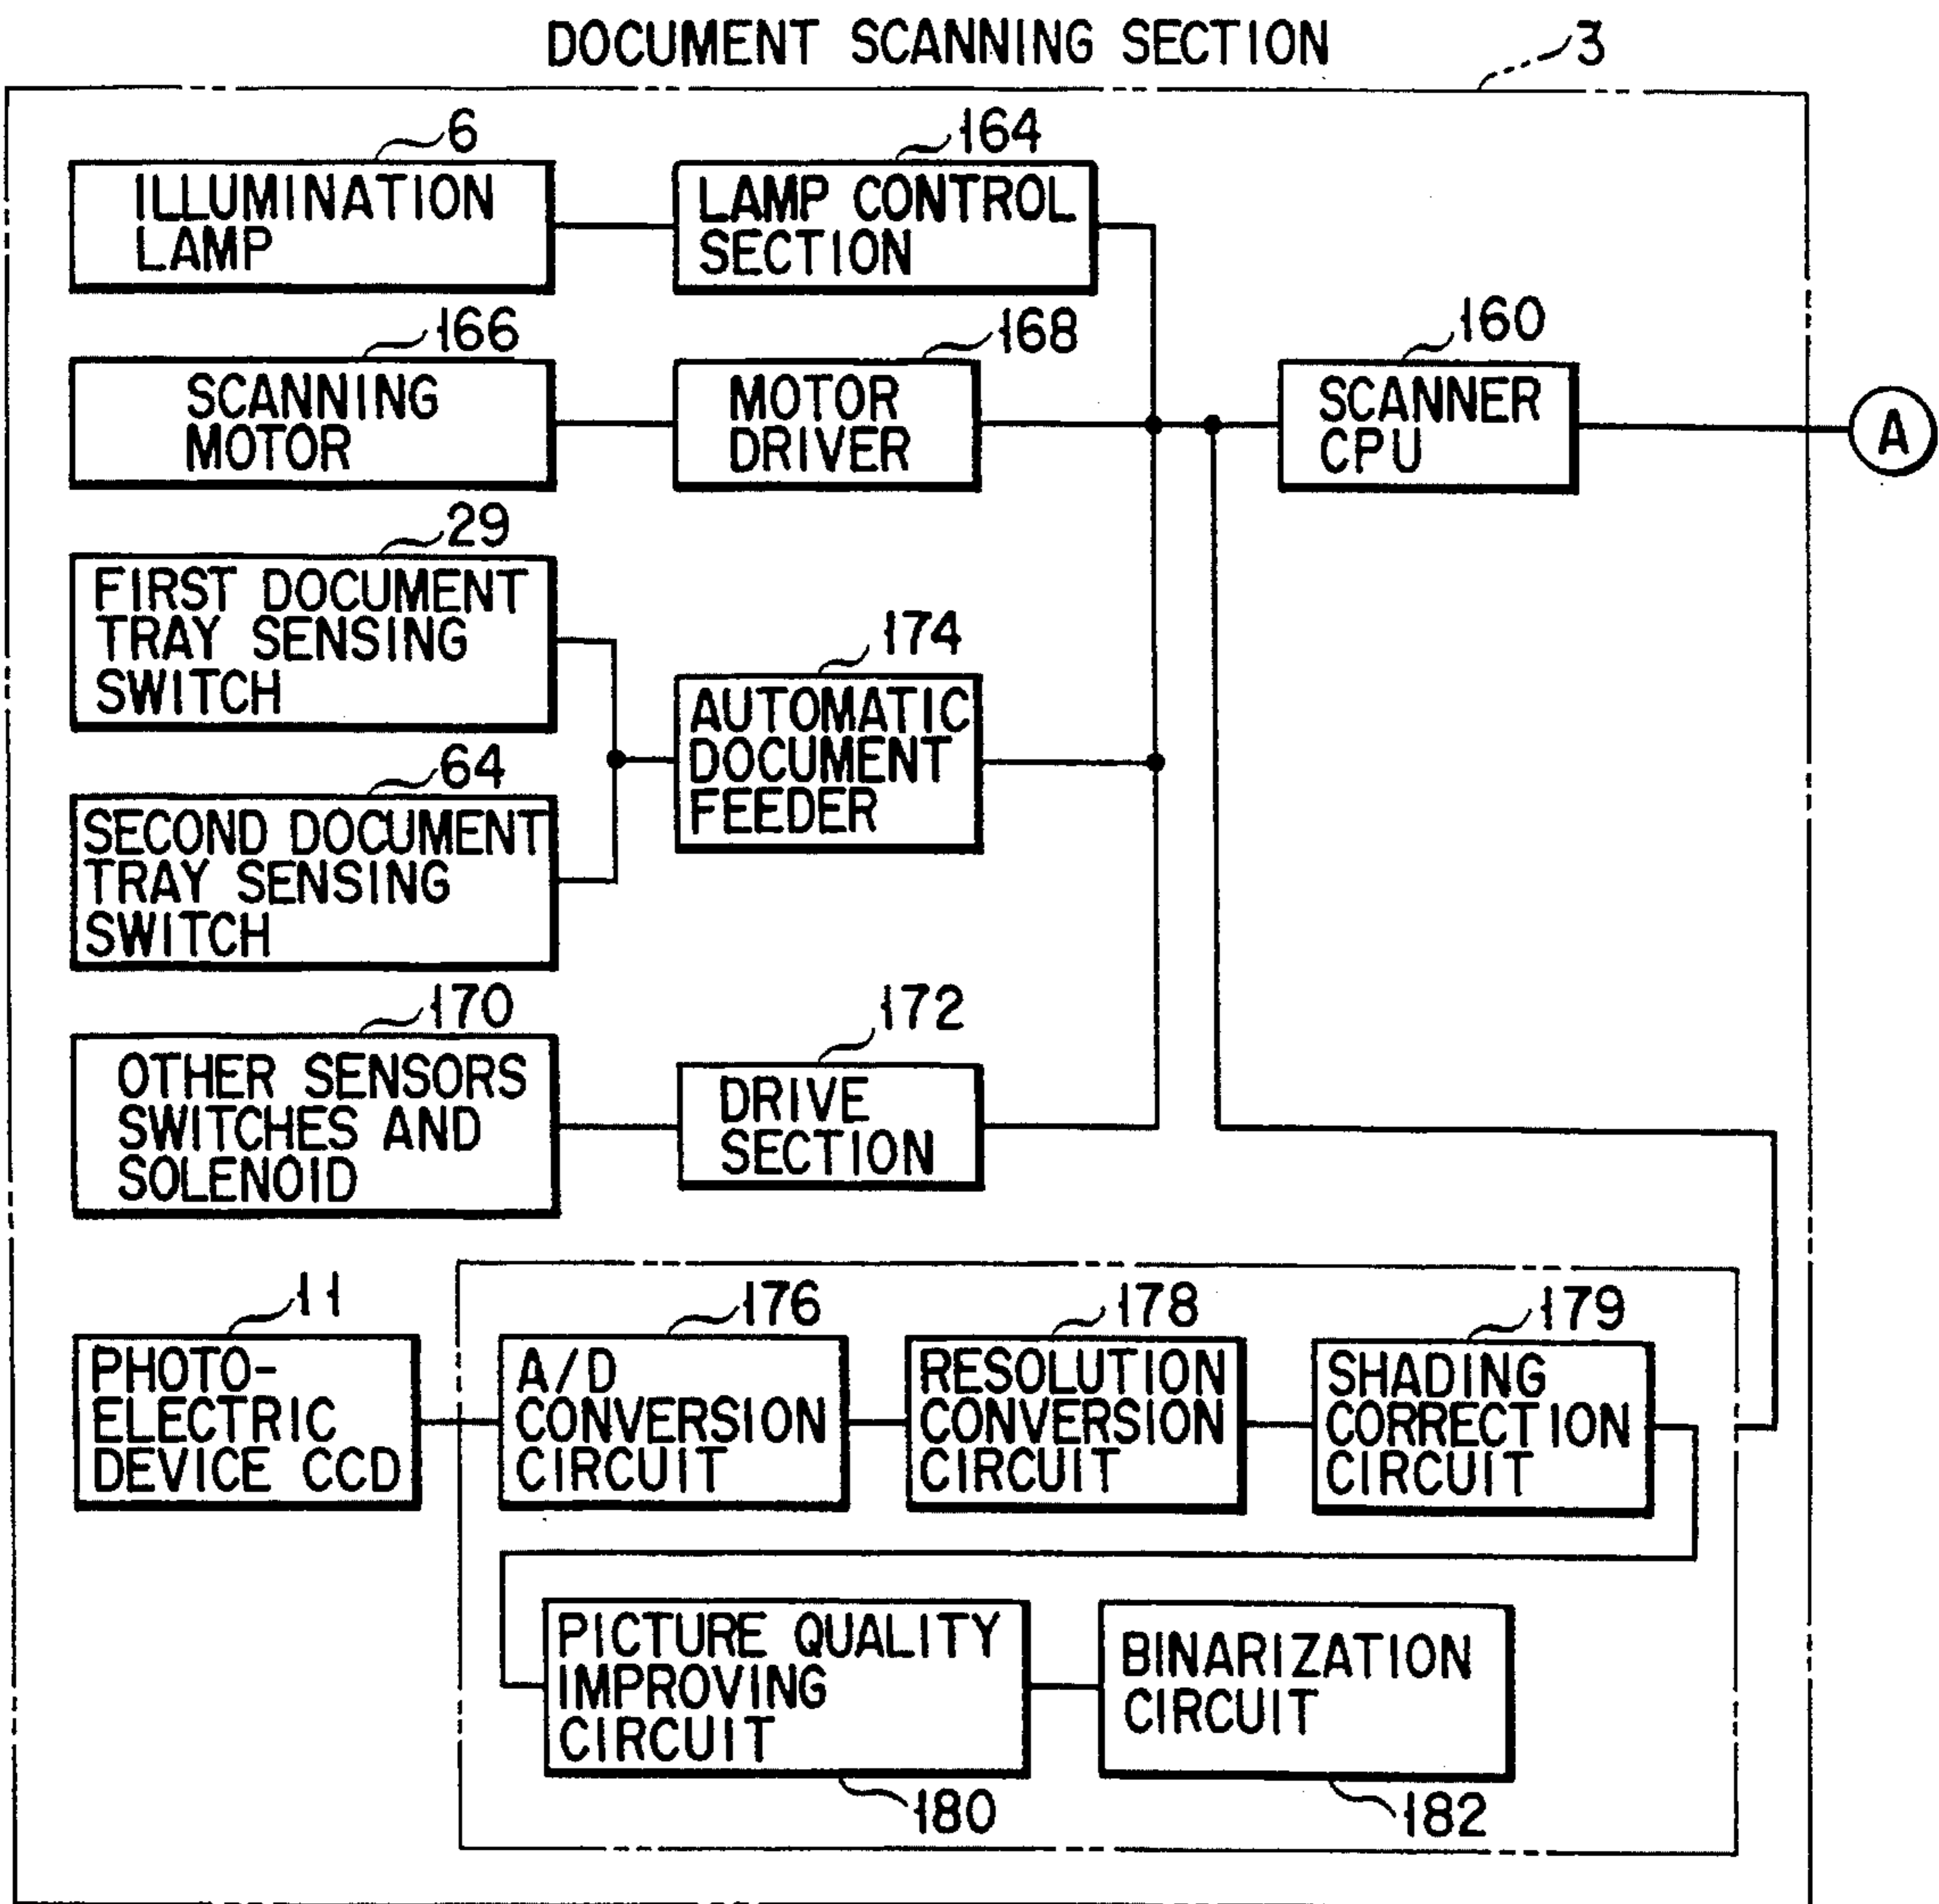 DOCUMENT SCANNING SECTION
3
6
ILLUMINATION
LAMP
164
LAMP CONTROL
SECTION
166
SCANNING
MOTOR
168
MOTOR
DRIVER
160
SCANNER
CPU
A
29
FIRST DOCUMENT
TRAY SENSING
SWITCH
64
SECOND DOCUMENT
TRAY SENSING
SWITCH
174
AUTOMATIC
DOCUMENT
FEEDER
170
OTHER SENSORS
SWITCHES AND
SOLENOID
172
DRIVE
SECTION
11
PHOTO-
ELECTRIC
DEVICE CCD
176
A/D
CONVERSION
CIRCUIT
178
RESOLUTION
CONVERSION
CIRCUIT
179
SHADING
CORRECTION
CIRCUIT
PICTURE QUALITY
IMPROVING
CIRCUIT
180
BINARIZATION
CIRCUIT
182